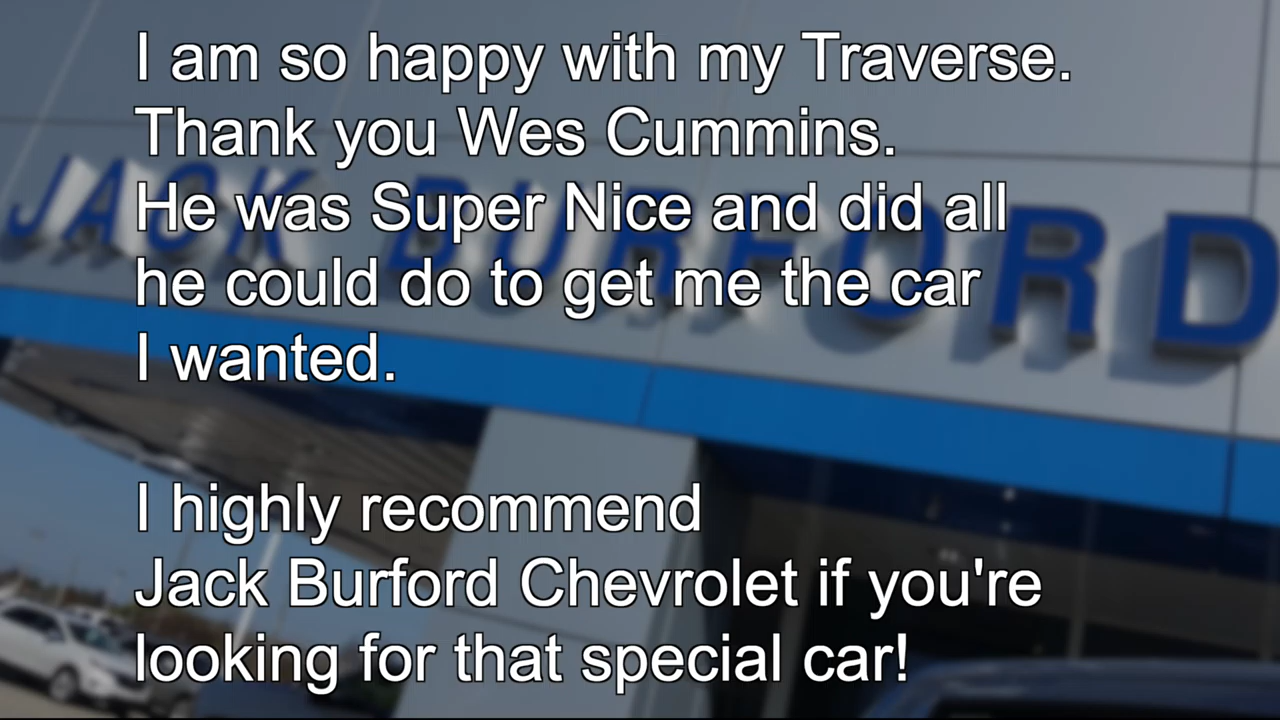 I am so happy with my Traverse.
Thank you Wes Cummins.
He was Super Nice and did all
he could do to get me the car
I wanted.
I highly recommend
Jack Burford Chevrolet if you're
looking for that special car!
JACK BURFORD